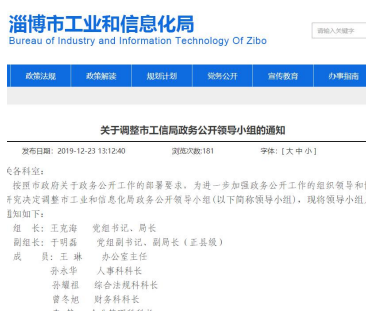 淄博市工业和信息化局
Bureau of Industry and Information Technology Of Zibo
请输入关键字
政策法规 政策解读 规划计划 党务公开 宣传教育 办事指南
关于调整市工信局政务公开领导小组的通知
发布日期：2019-12-23 13:12:40 浏览次数:181 字体：[ 大 中 小 ]
各科室：
按照市政府关于政务公开工作的部署要求，为进一步加强政务公开工作的组织领导和
研究决定调整市工业和信息化局政务公开领导小组(以下简称领导小组)，现将领导小组
通知如下：
组 长：王克海 党组书记、局长
副组长：于明磊 党组副书记、副局长（正县级）
成 员：王 琳 办公室主任
孙永华 人事科科长
孙耀祖 综合法规科科长
曾冬旭 财务科科长